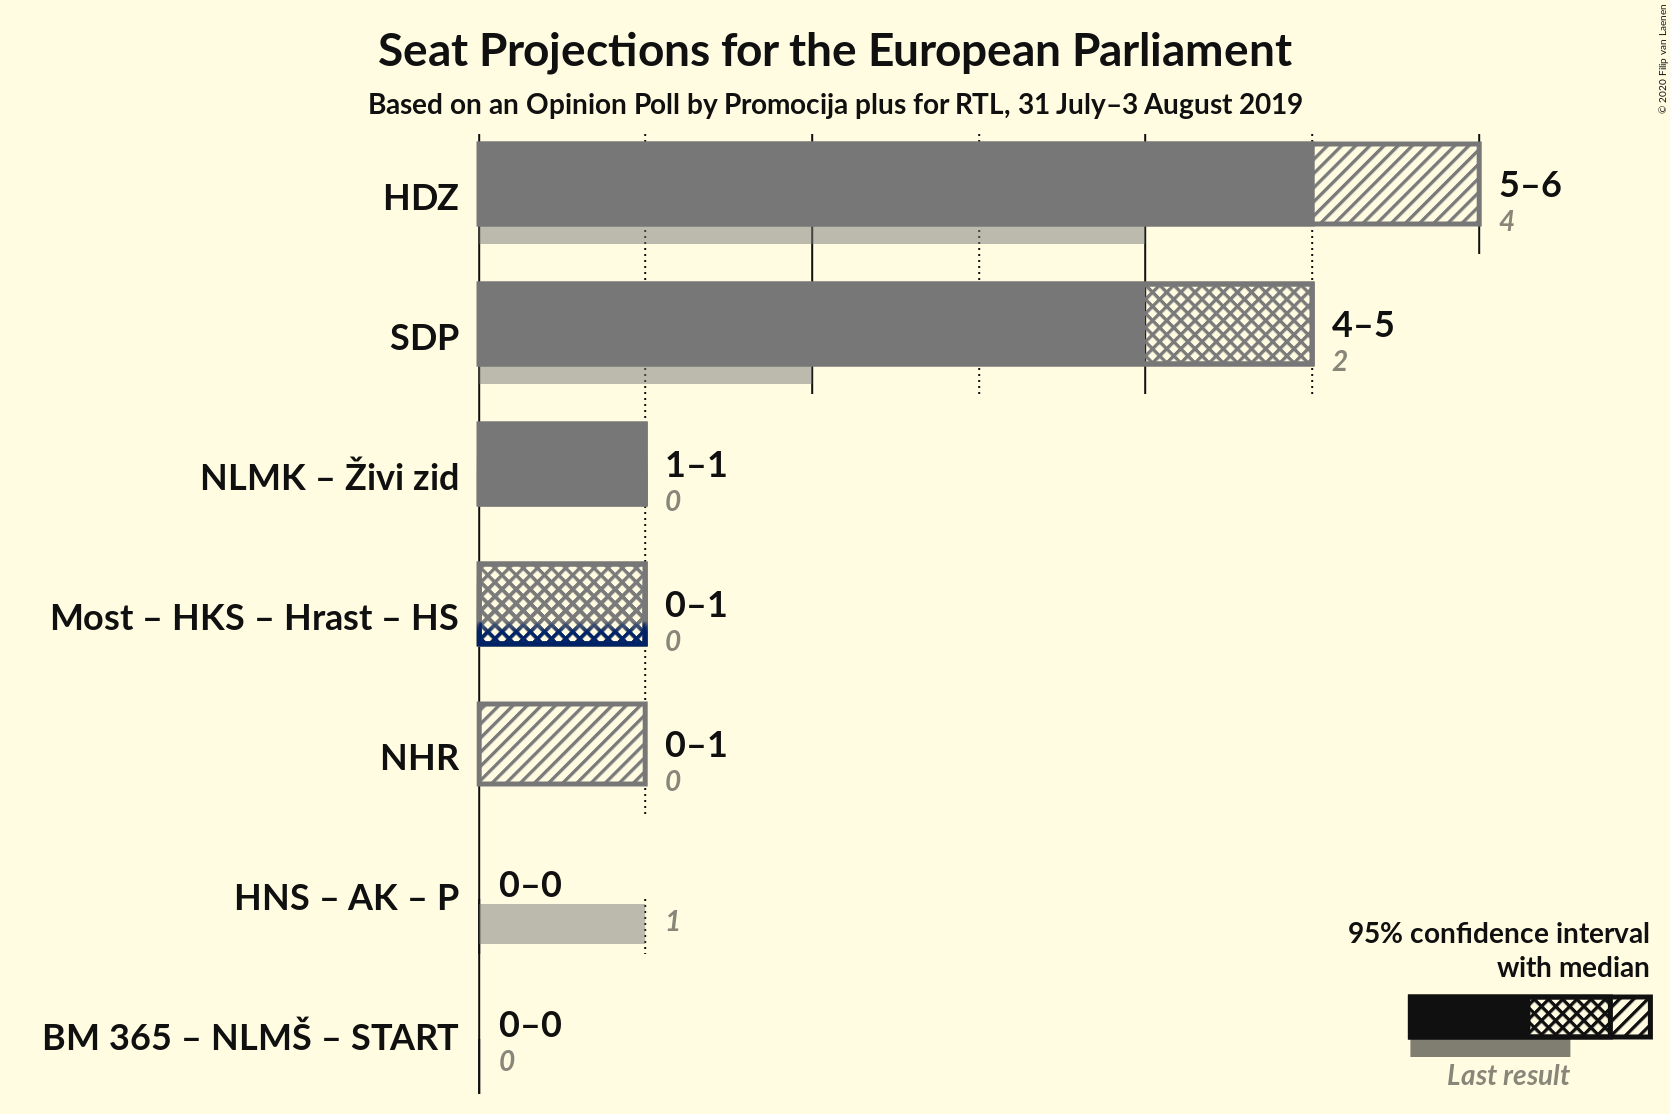 Seat Projections for the European Parliament
Based on an Opinion Poll by Promocija plus for RTL, 31 July–3 August 2019
© 2020 Filip van Laenen
HDZ
5–6
4
SDP
4–5
2
NLMK – Živi zid
1–1
0
Most – HKS – Hrast – HS
0–1
0
NHR
0–1
0
HNS – AK – P
0–0
1
BM 365 – NLMŠ – START
0–0
0
95% confidence interval
with median
Last result